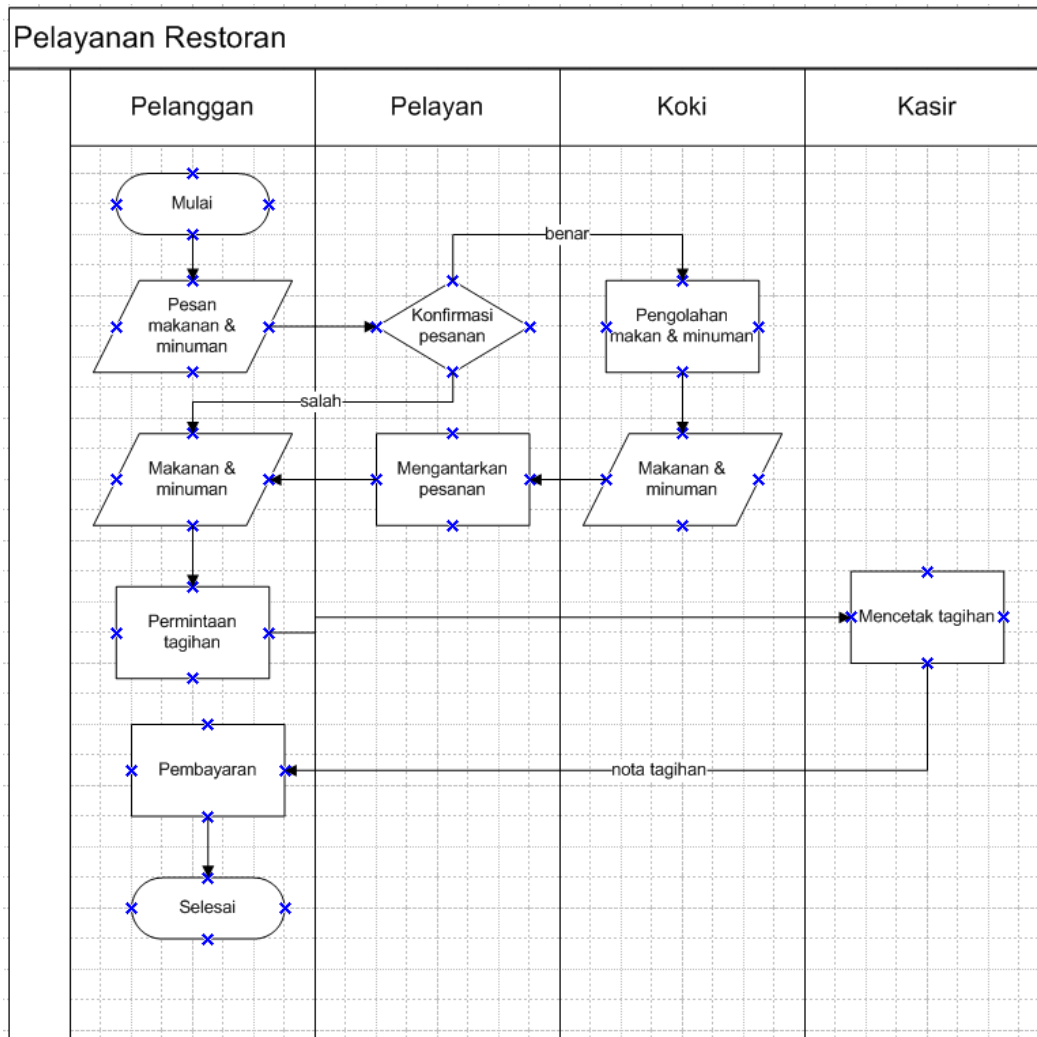 Pelayanan Restoran
Pelanggan
Pelayan
Koki
Kasir
Mulai
benar
Pesan
makanan &
minuman
Konfirmasi
pesanan
Pengolahan
makan & minuman
salah
Makanan &
minuman
Mengantarkan
pesanan
Makanan &
minuman
Permintaan
tagihan
Mencetak tagihan
Pembayaran
nota tagihan
Selesai